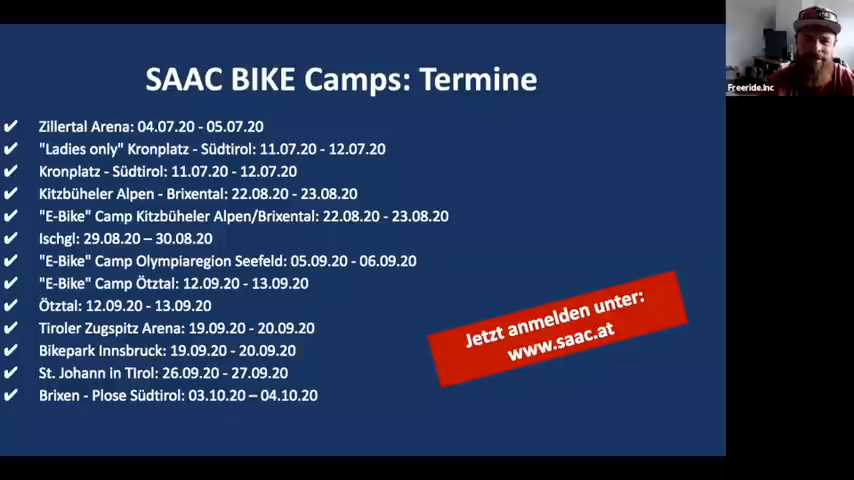 SAAC BIKE Camps: Termine
✔ Zillertal Arena: 04.07.20 - 05.07.20
✔ "Ladies only" Kronplatz - Südtirol: 11.07.20 - 12.07.20
✔ Kronplatz - Südtirol: 11.07.20 - 12.07.20
✔ Kitzbüheler Alpen - Brixental: 22.08.20 - 23.08.20
✔ "E-Bike" Camp Kitzbüheler Alpen/Brixental: 22.08.20 - 23.08.20
✔ Ischgl: 29.08.20 – 30.08.20
✔ "E-Bike" Camp Olympiaregion Seefeld: 05.09.20 - 06.09.20
✔ "E-Bike" Camp Ötztal: 12.09.20 - 13.09.20
✔ Ötztal: 12.09.20 - 13.09.20
✔ Tiroler Zugspitz Arena: 19.09.20 - 20.09.20
✔ Bikepark Innsbruck: 19.09.20 - 20.09.20
✔ St. Johann in TIrol: 26.09.20 - 27.09.20
✔ Brixen - Plose Südtirol: 03.10.20 – 04.10.20
Jetzt anmelden unter:
www.saac.at
Freeride.Inc